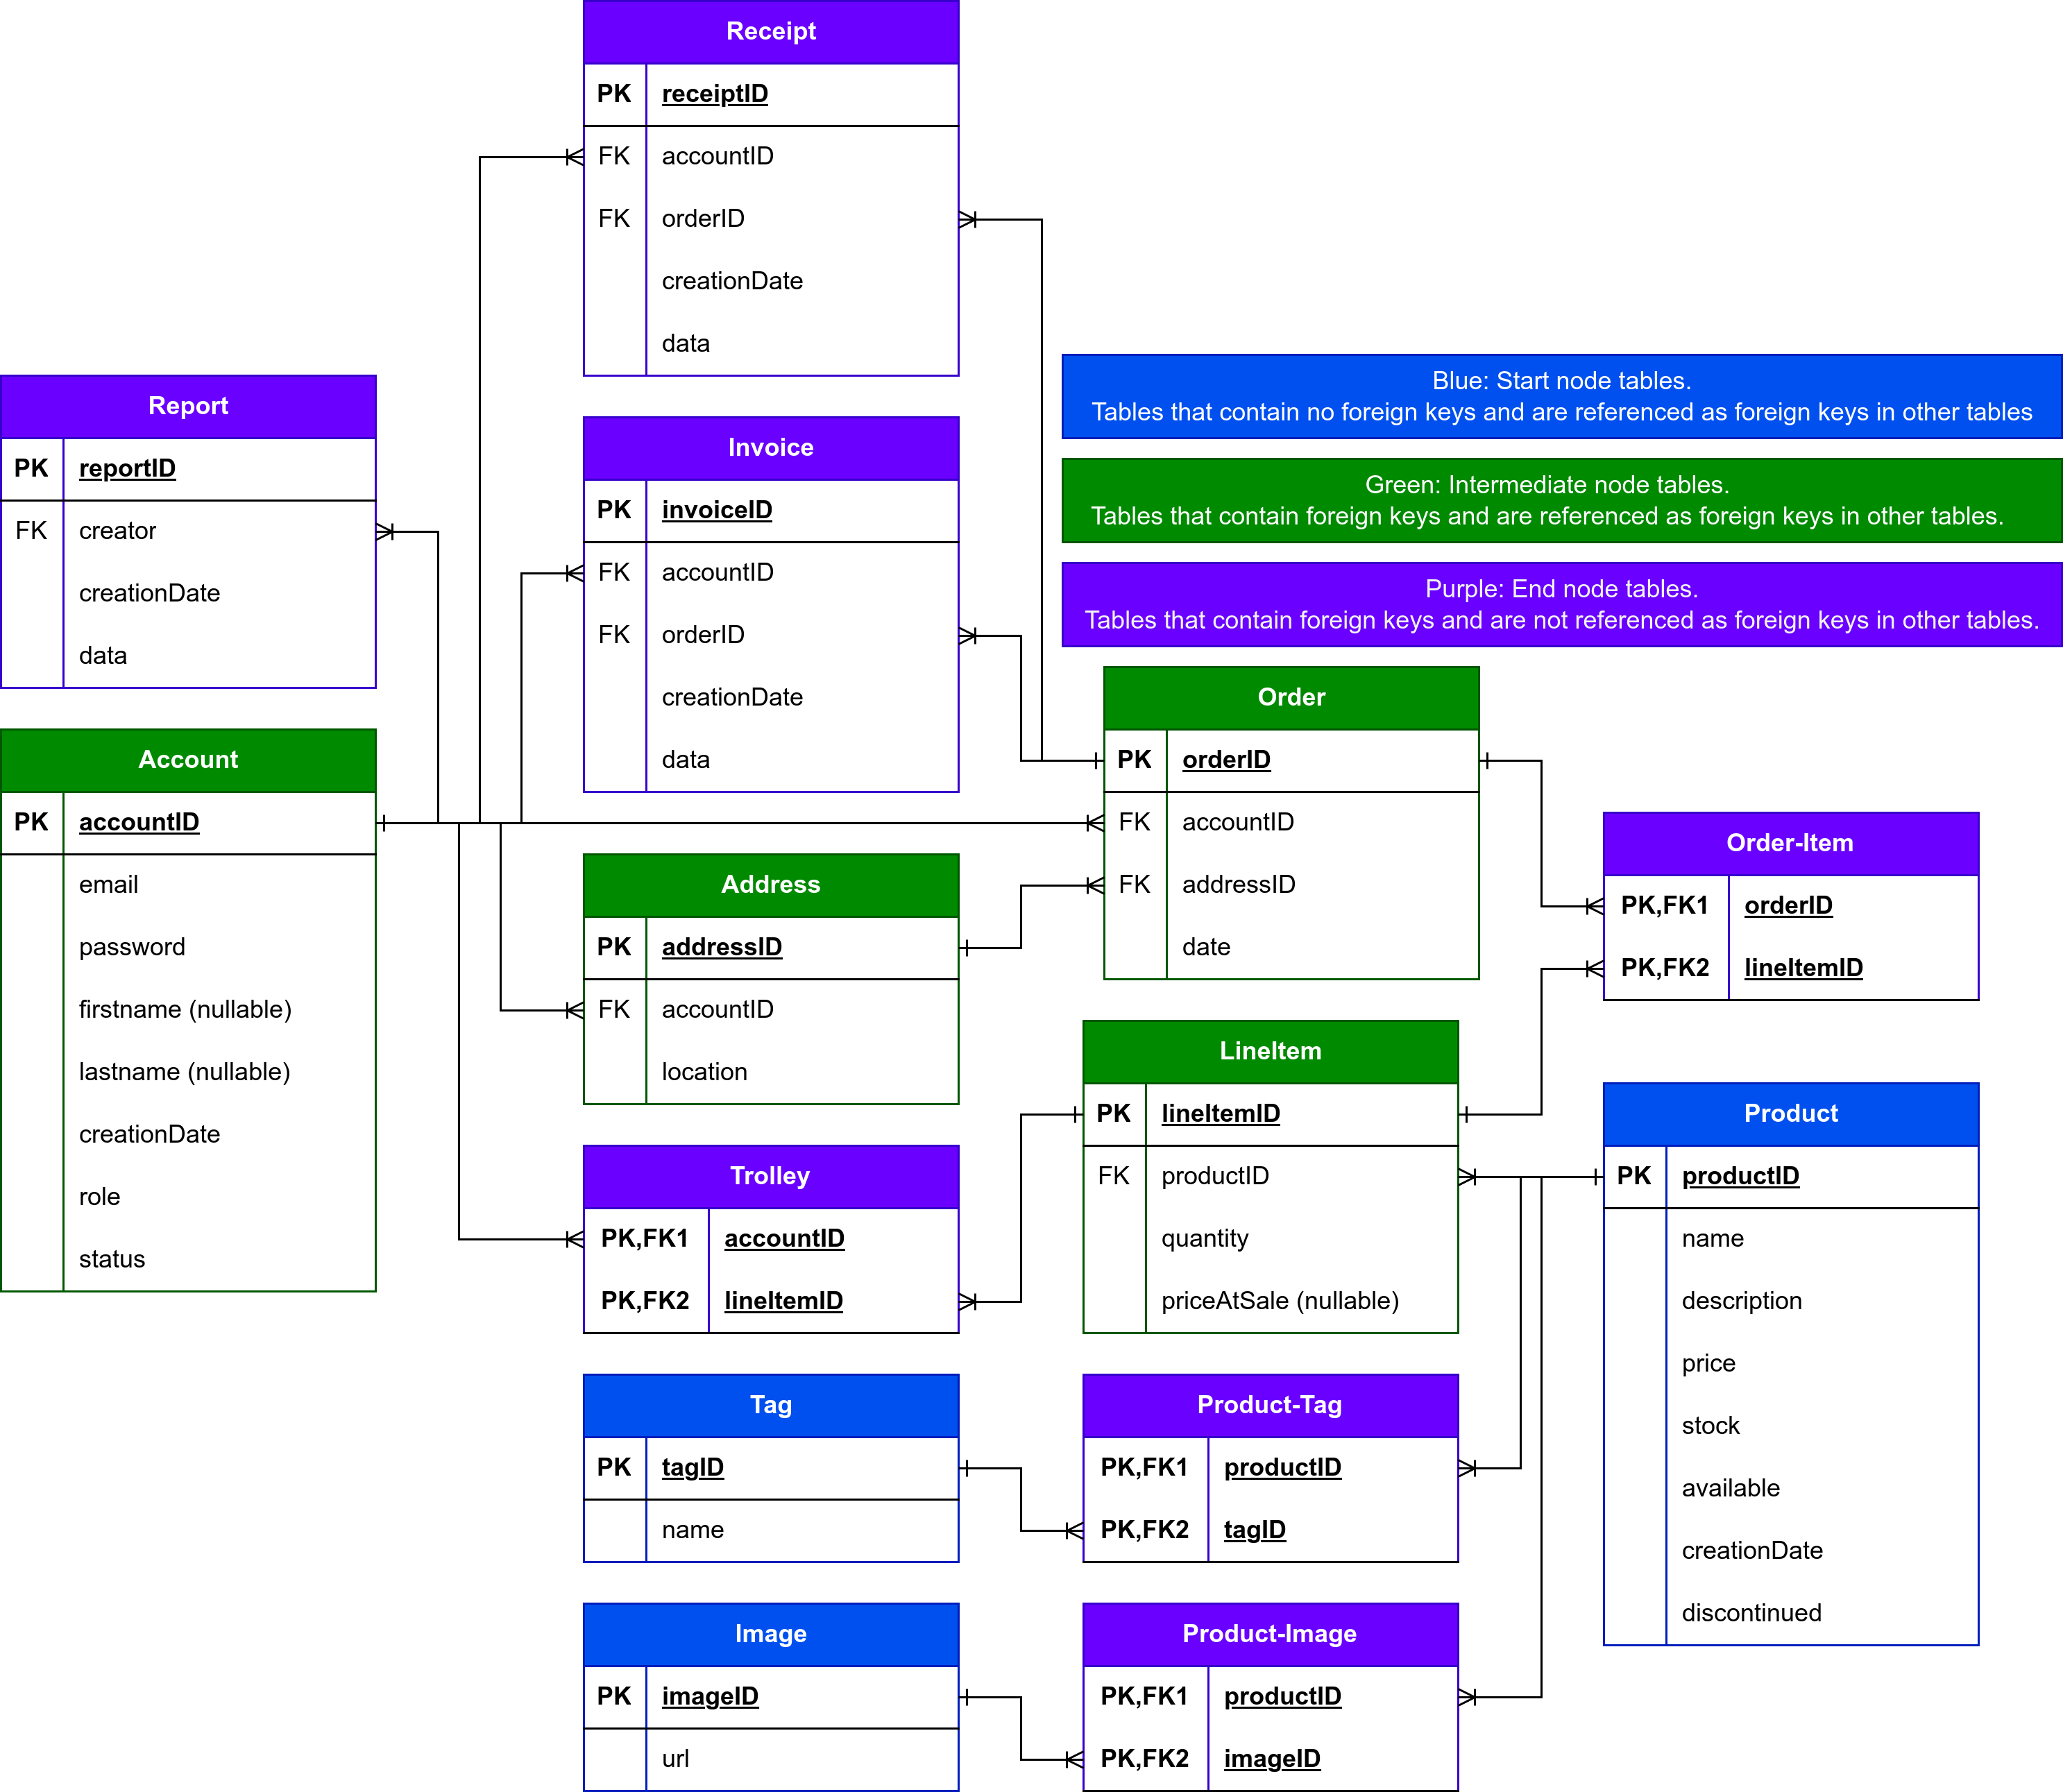 Receipt
PK receiptID
FK accountID
FK orderID
creationDate
data
Report
PK reportID
FK creator
creationDate
data
Invoice
PK invoiceID
FK accountID
FK orderID
creationDate
data
Blue: Start node tables.
Tables that contain no foreign keys and are referenced as foreign keys in other tables
Green: Intermediate node tables.
Tables that contain foreign keys and are referenced as foreign keys in other tables.
Purple: End node tables.
Tables that contain foreign keys and are not referenced as foreign keys in other tables.
Account
PK accountID
email
password
firstname (nullable)
lastname (nullable)
creationDate
role
status
Address
PK addressID
FK accountID
location
Order
PK orderID
FK accountID
FK addressID
date
Order-Item
PK,FK1 orderID
PK,FK2 lineItemID
Trolley
PK,FK1 accountID
PK,FK2 lineItemID
LineItem
PK lineItemID
FK productID
quantity
priceAtSale (nullable)
Product
PK productID
name
description
price
stock
available
creationDate
discontinued
Tag
PK tagID
name
Product-Tag
PK,FK1 productID
PK,FK2 tagID
Image
PK imageID
url
Product-Image
PK,FK1 productID
PK,FK2 imageID